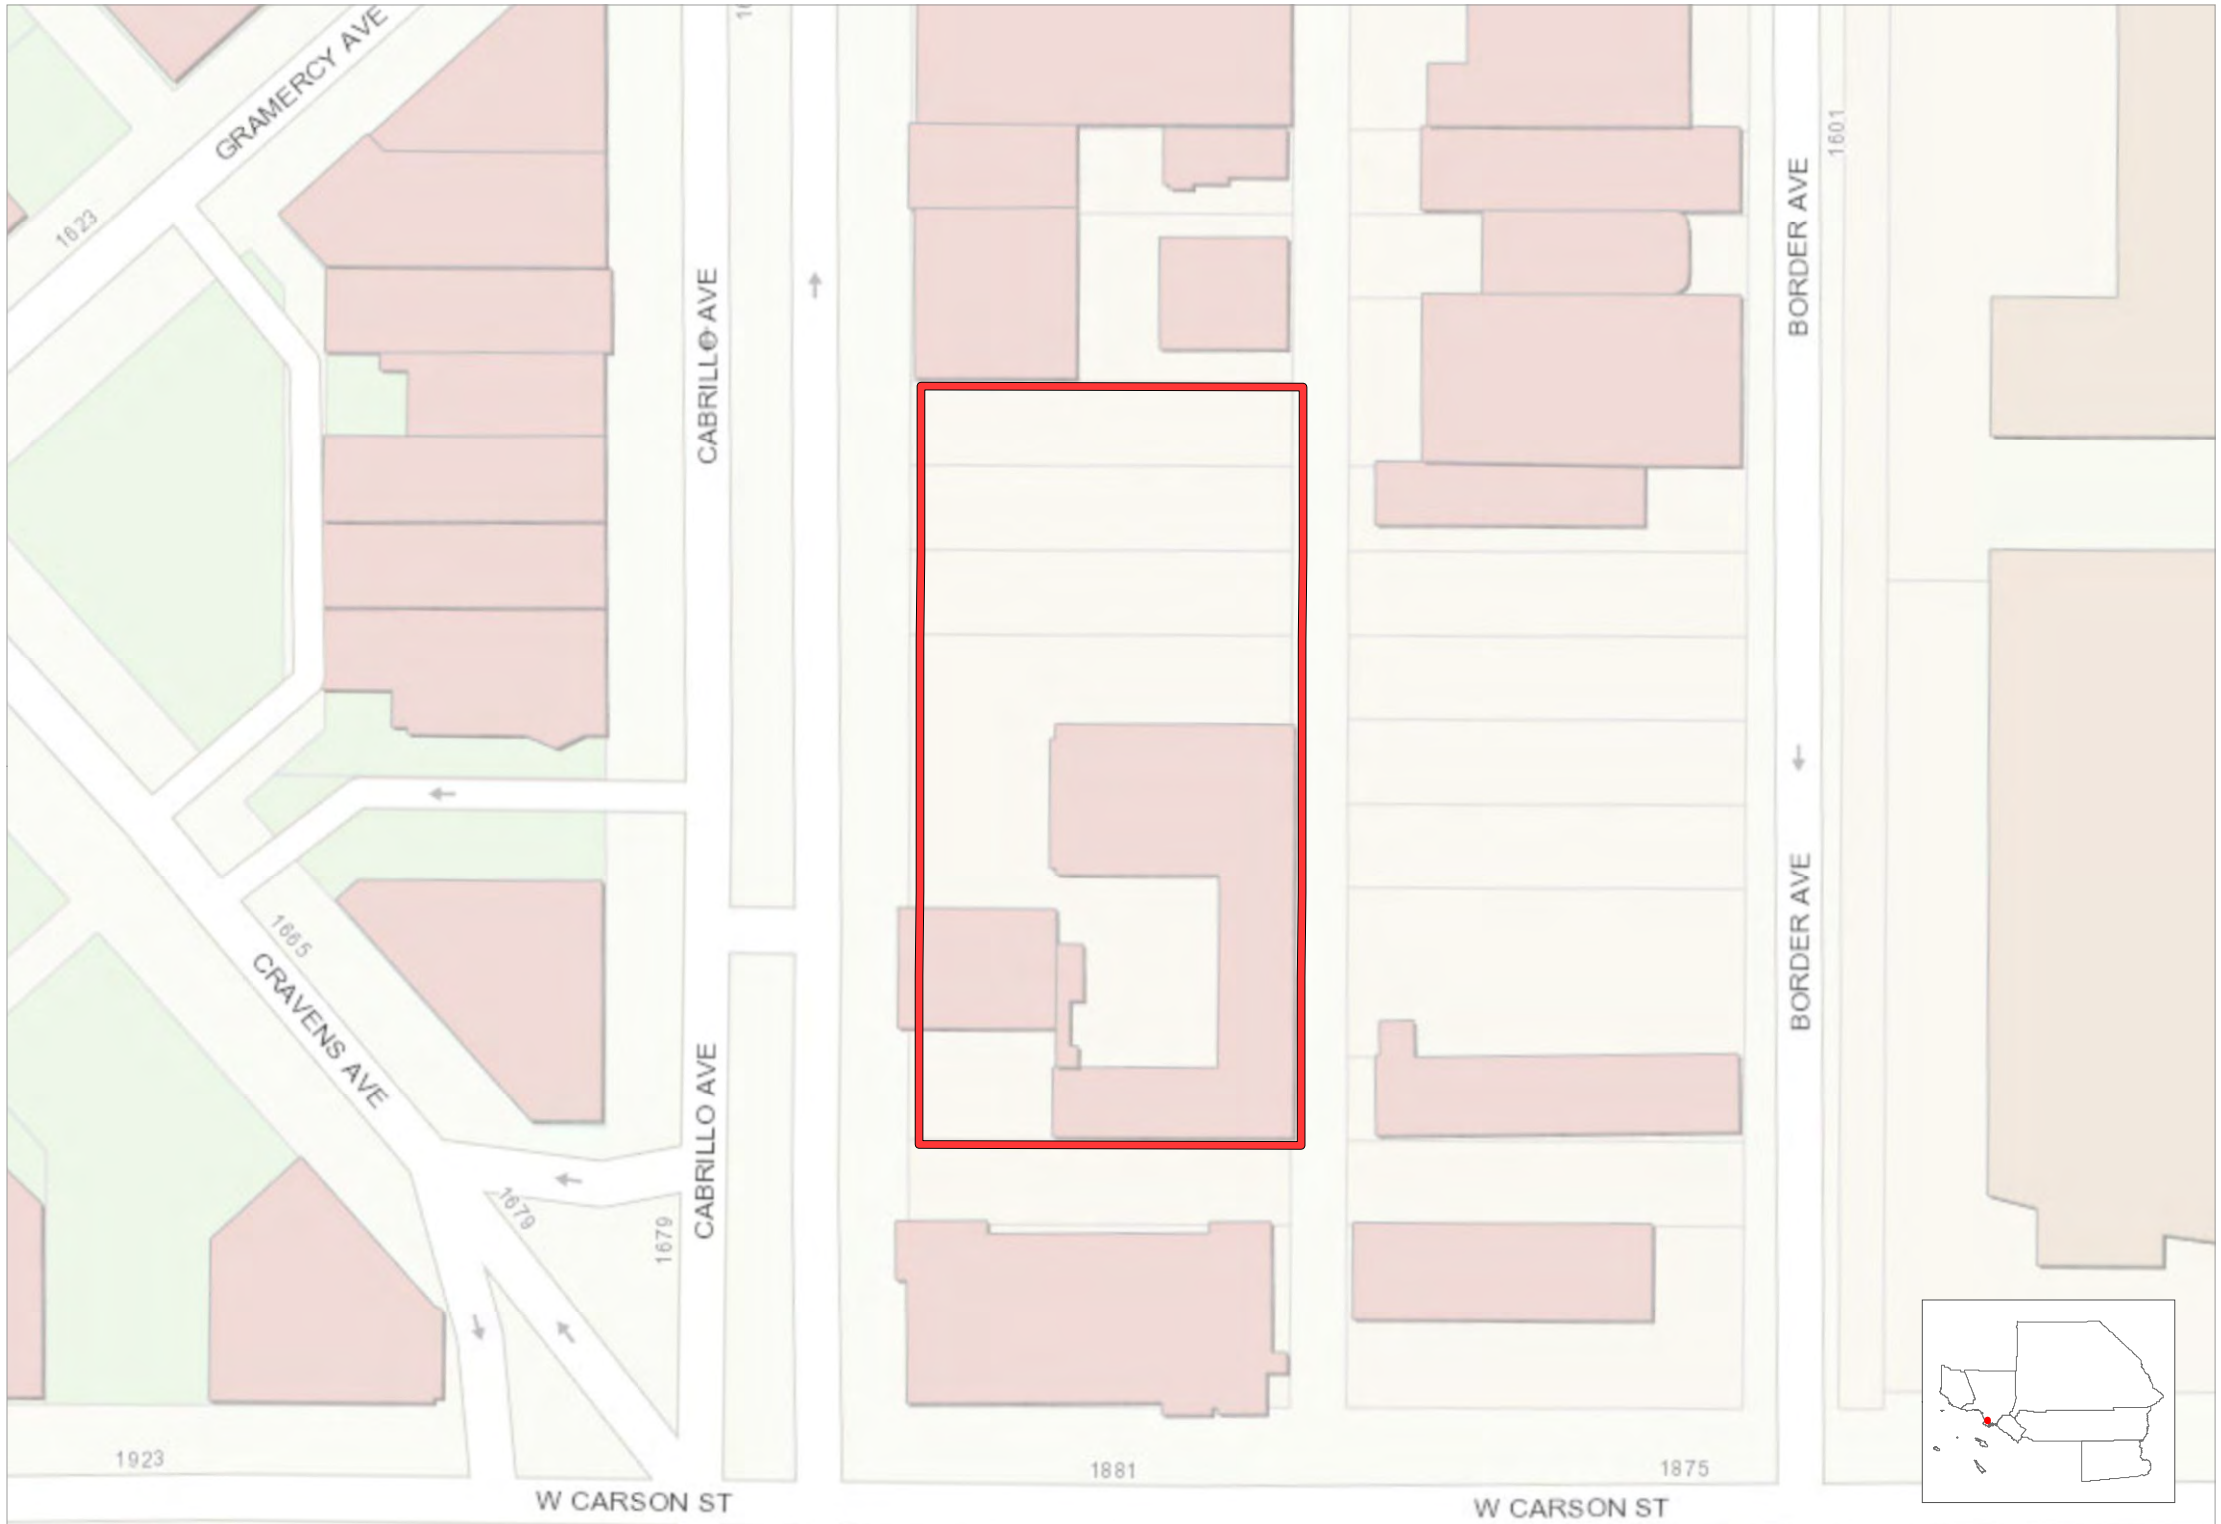 GRAMERCY AVE
1623
CABRILLO AVE
BORDER AVE
1601
1665
CRAVENS AVE
CABRILLO AVE
BORDER AVE
1679
1679
1923
1881
1875
W CARSON ST
W CARSON ST